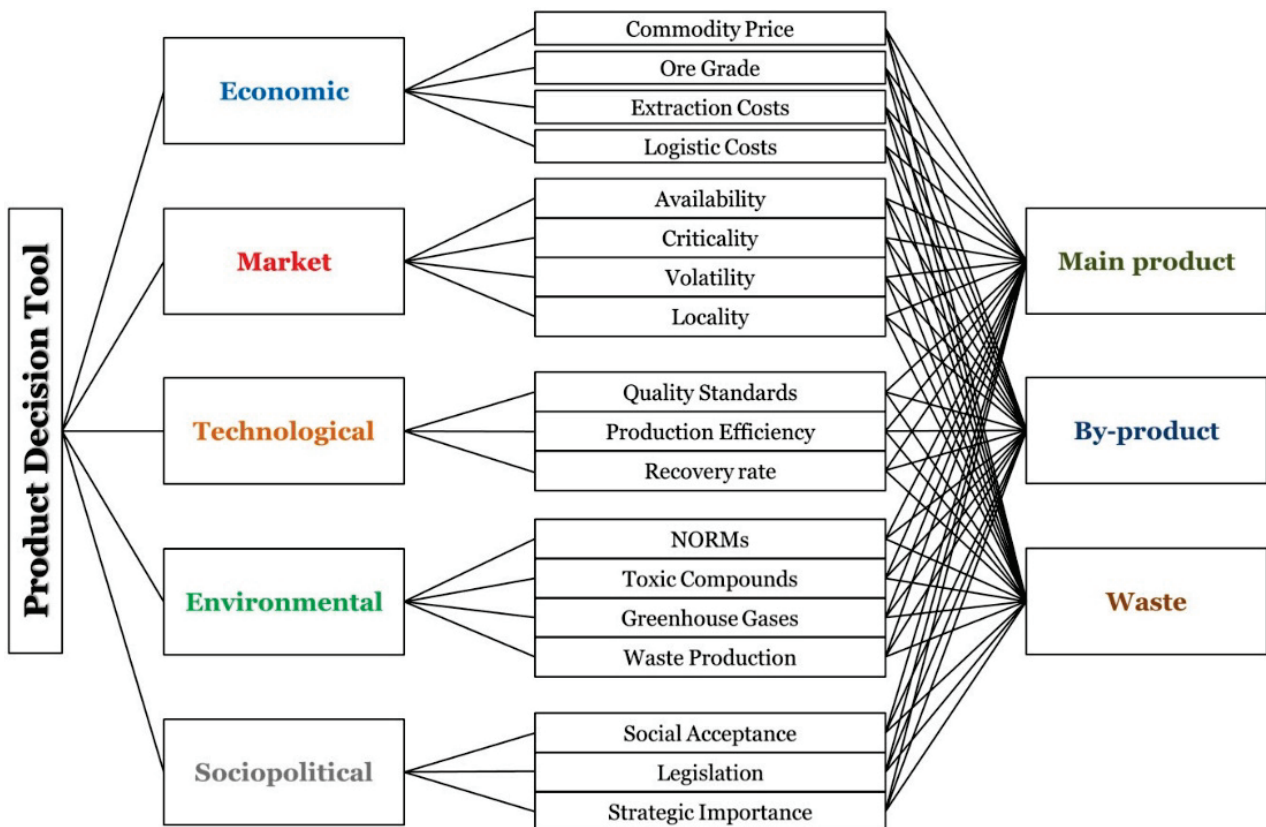 Product Decision Tool
Economic
Commodity Price
Ore Grade
Extraction Costs
Logistic Costs
Market
Availability
Criticality
Volatility
Locality
Technological
Quality Standards
Production Efficiency
Recovery rate
Environmental
NORMs
Toxic Compounds
Greenhouse Gases
Waste Production
Sociopolitical
Social Acceptance
Legislation
Strategic Importance
Main product
By-product
Waste